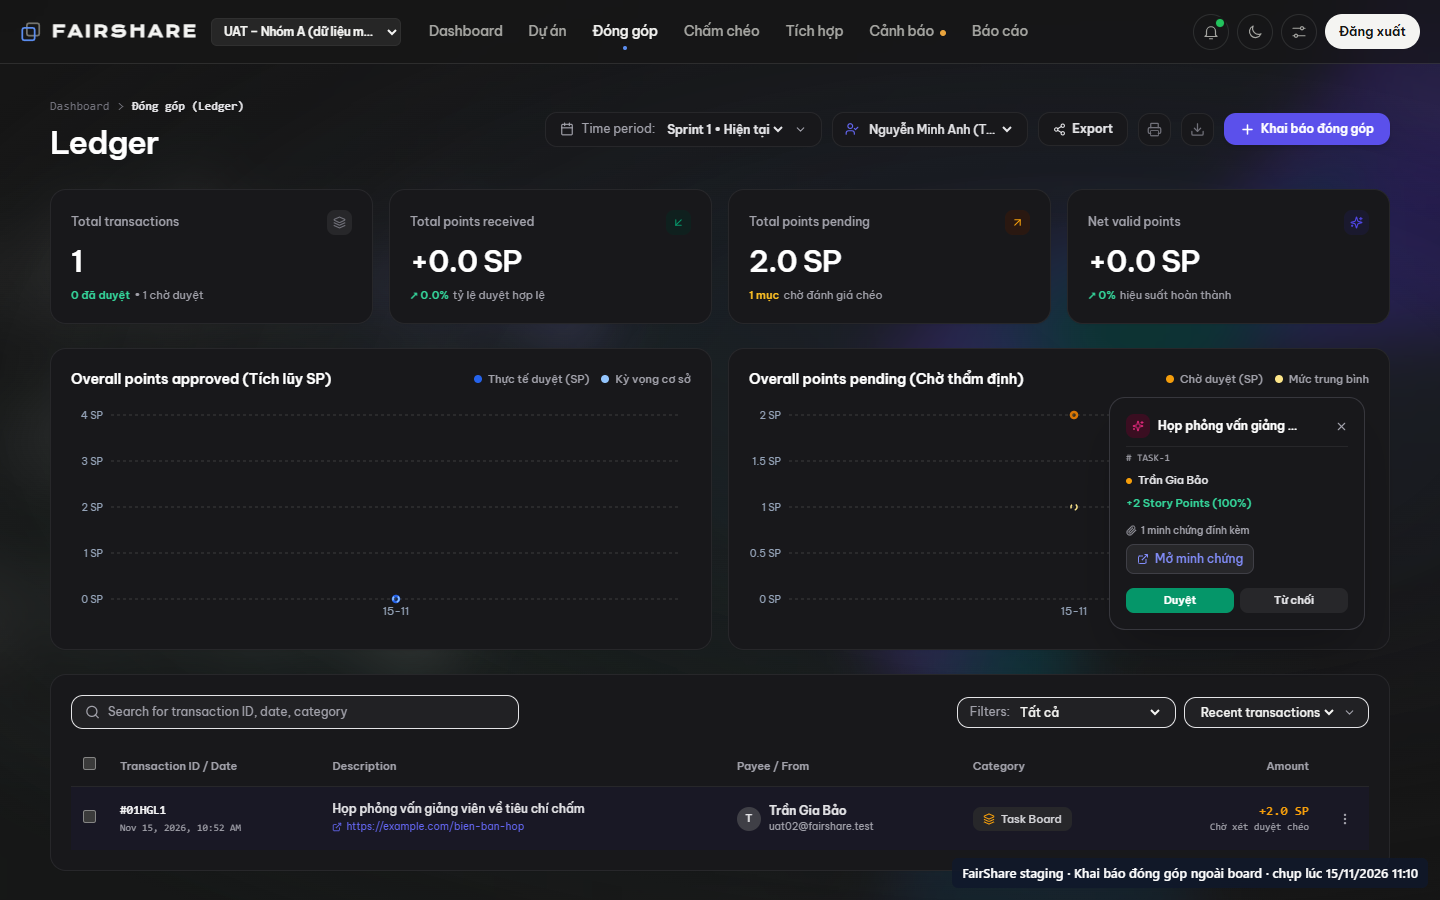 FAIRSHARE
UAT – Nhóm A (dữ liệu m...
Dashboard
Dự án
Đóng góp
Chấm chéo
Tích hợp
Cảnh báo
Báo cáo
Đăng xuất
Dashboard > Đóng góp (Ledger)
Ledger
Time period: Sprint 1 • Hiện tại
Nguyễn Minh Anh (T...
Export
Khai báo đóng góp
Total transactions
1
0 đã duyệt • 1 chờ duyệt
Total points received
+0.0 SP
↗ 0.0% tỷ lệ duyệt hợp lệ
Total points pending
2.0 SP
1 mục chờ đánh giá chéo
Net valid points
+0.0 SP
↗ 0% hiệu suất hoàn thành
Overall points approved (Tích lũy SP)
Thực tế duyệt (SP)
Kỳ vọng cơ sở
4 SP
3 SP
2 SP
1 SP
0 SP
15-11
Overall points pending (Chờ thẩm định)
Chờ duyệt (SP)
Mức trung bình
2 SP
1.5 SP
1 SP
0.5 SP
0 SP
15-11
Họp phỏng vấn giảng ...
# TASK-1
Trần Gia Bảo
+2 Story Points (100%)
1 minh chứng đính kèm
Mở minh chứng
Duyệt
Từ chối
Search for transaction ID, date, category
Filters: Tất cả
Recent transactions
Transaction ID / Date
Description
Payee / From
Category
Amount
#01HGL1
Nov 15, 2026, 10:52 AM
Họp phỏng vấn giảng viên về tiêu chí chấm
https://example.com/bien-ban-hop
T
Trần Gia Bảo
uat02@fairshare.test
Task Board
+2.0 SP
Chờ xét duyệt chéo
FairShare staging · Khai báo đóng góp ngoài board · chụp lúc 15/11/2026 11:10